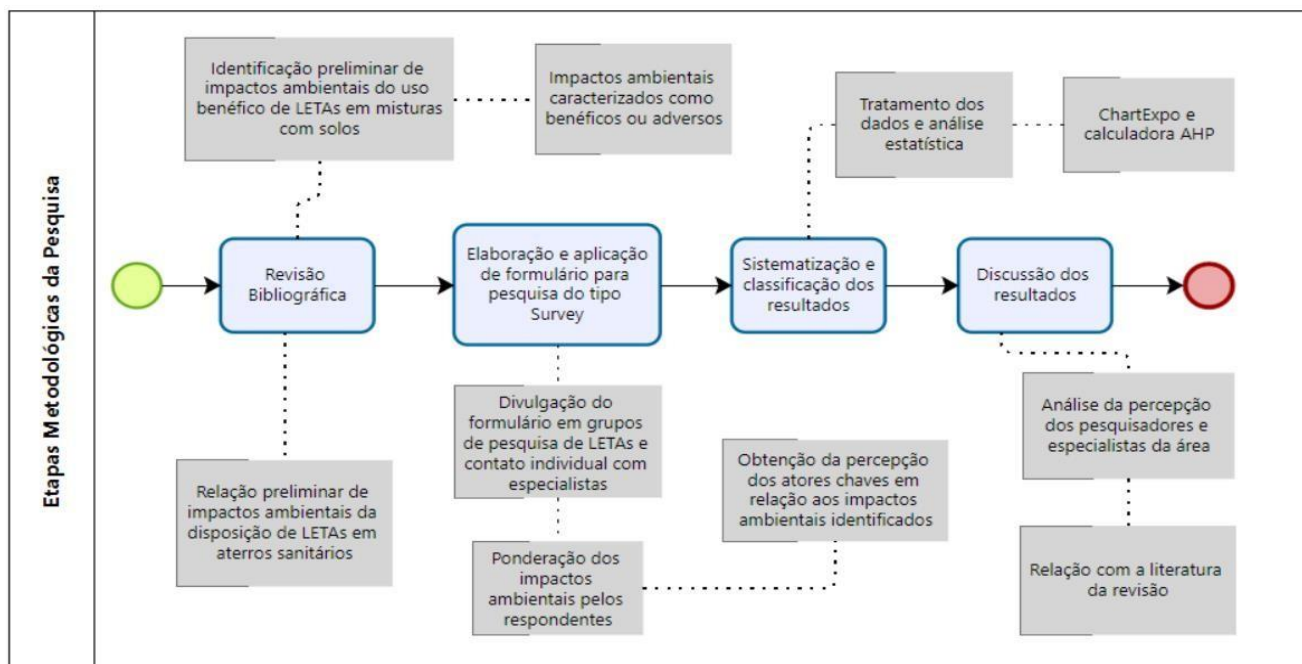 Etapas Metodológicas da Pesquisa
Identificação preliminar de
impactos ambientais do uso
benéfico de LETAs em misturas
com solos
Impactos ambientais
caracterizados como
benéficos ou adversos
Tratamento dos
dados e análise
estatística
ChartExpo e
calculadora AHP
Revisão
Bibliográfica
Elaboração e aplicação
de formulário para
pesquisa do tipo
Survey
Sistematização e
classificação dos
resultados
Discussão dos
resultados
Relação preliminar de
impactos ambientais da
disposição de LETAs em
aterros sanitários
Divulgação do
formulário em grupos
de pesquisa de LETAs e
contato individual com
especialistas
Ponderação dos
impactos
ambientais pelos
respondentes
Obtenção da percepção
dos atores chaves em
relação aos impactos
ambientais identificados
Análise da percepção
dos pesquisadores e
especialistas da área
Relação com a literatura
da revisão